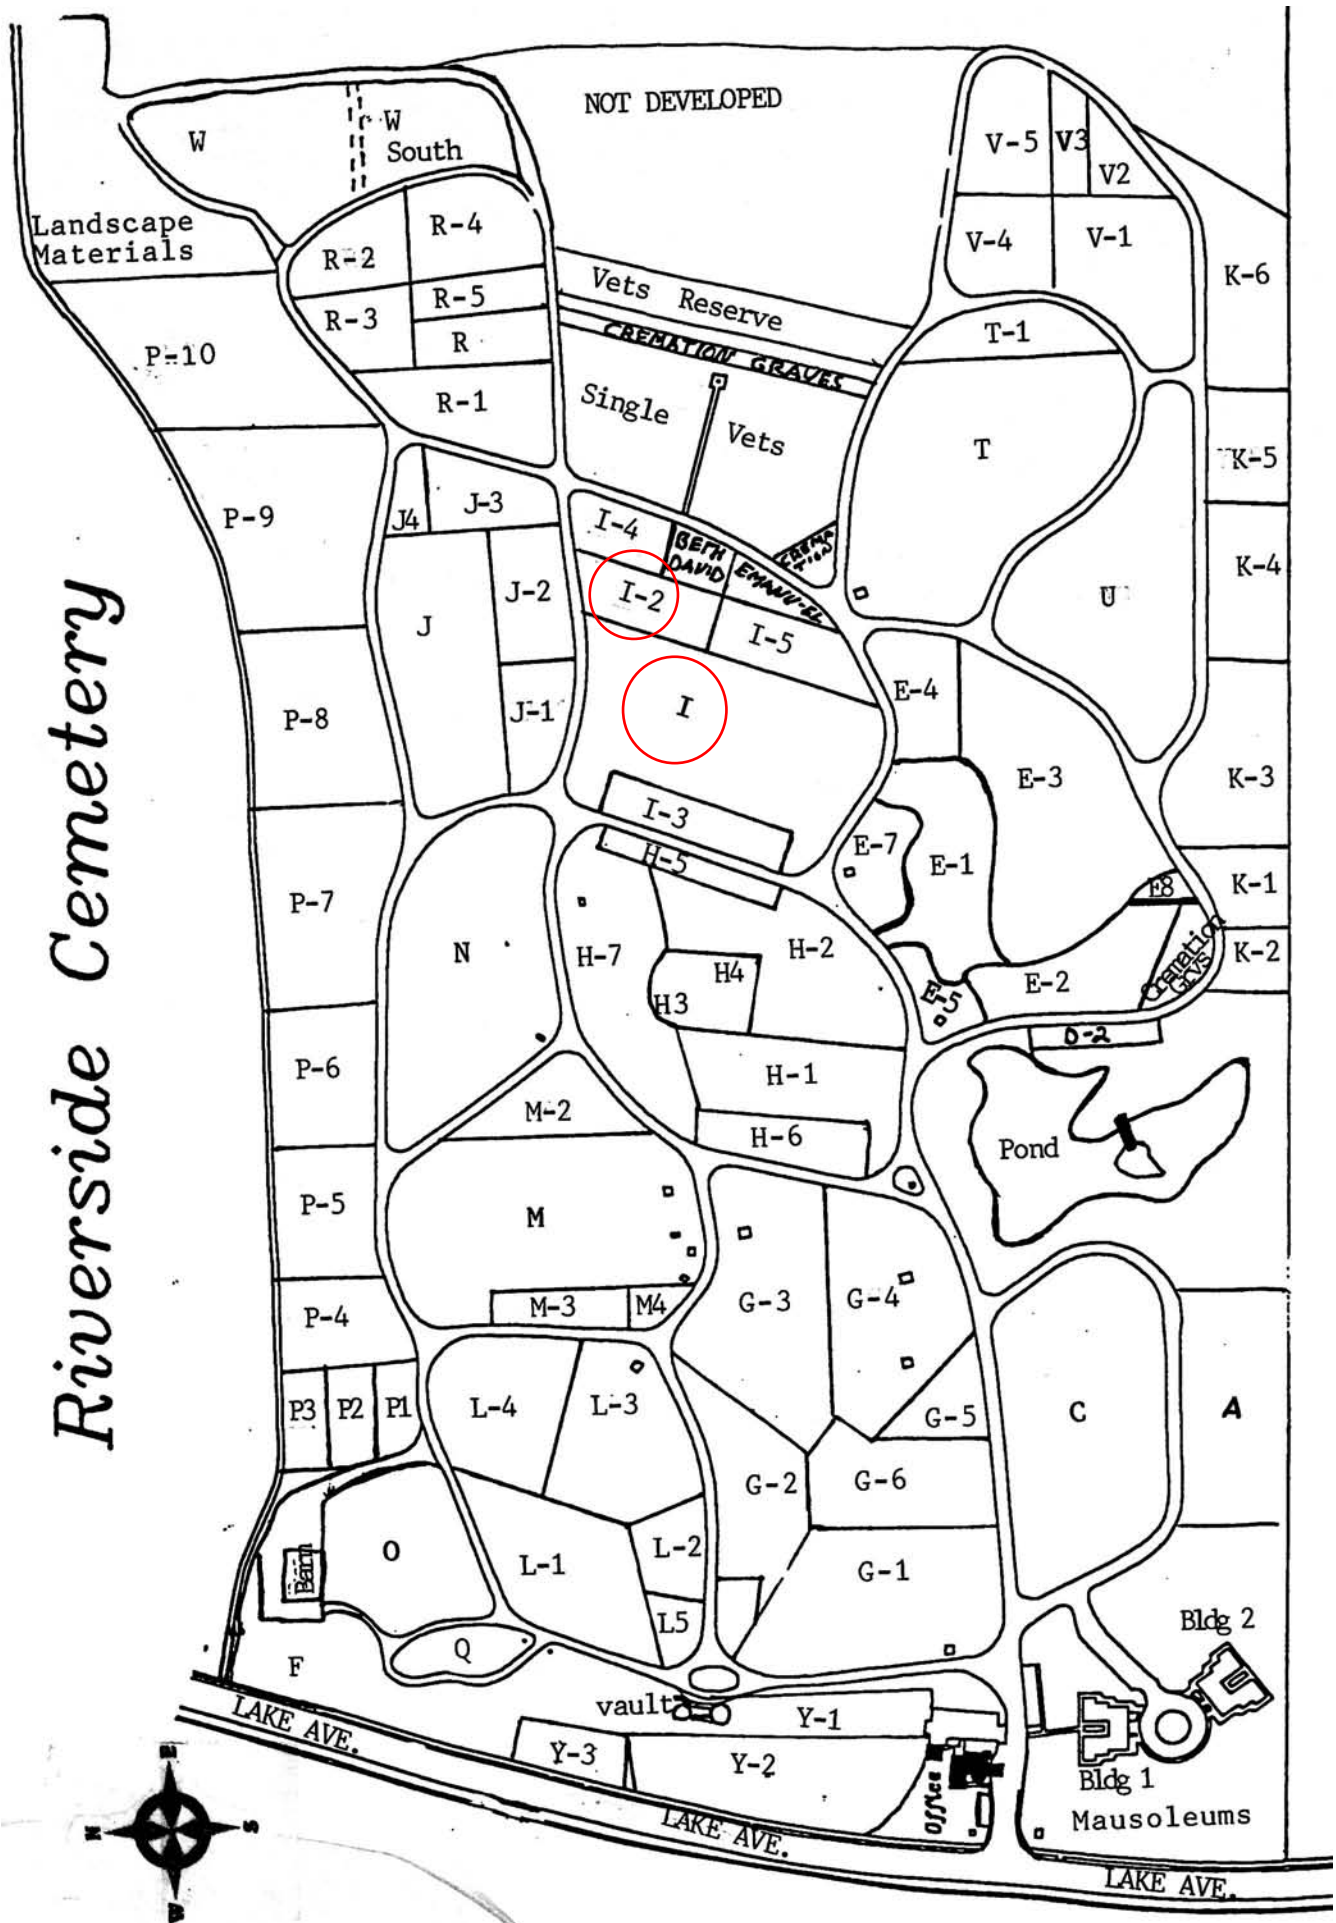 NOT DEVELOPED
W
W
South
V-5
V3
V2
Landscape
Materials
R-2
R-4
V-4
V-1
K-6
R-3
R-5
R
Vets Reserve
T-1
P-10
CREMATION GRAVES
R-1
Single
Vets
T
K-5
P-9
J4
J-3
I-4
BETH
DAVID
EMANU-EL
CREMA
TION
K-4
J
J-2
I-2
I-5
U
P-8
J-1
I
E-4
E-3
K-3
I-3
H-5
E-7
E-1
E8
K-1
P-7
N
H-7
H4
H-2
H3
E-5
E-2
Cremation
Grvs
K-2
D-2
P-6
H-1
M-2
H-6
Pond
P-5
M
P-4
M-3
M4
G-3
G-4
P3
P2
P1
L-4
L-3
G-5
C
A
G-2
G-6
O
Barn
L-1
L-2
G-1
L5
Q
F
Bldg 2
vault
Y-1
Y-3
Y-2
Office
Bldg 1
Mausoleums
LAKE AVE.
LAKE AVE.
LAKE AVE.
Riverside Cemetery
E
N
S
W